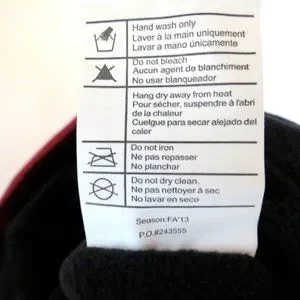 Hand wash only
Laver à la main uniquement
Lavar a mano únicamente
Do not bleach
Aucun agent de blanchiment
No usar blanqueador
Hang dry away from heat
Pour sécher, suspendre à l'abri
de la chaleur
Cuelgue para secar alejado del
caler
Do not iron
Ne pas repasser
No planchar
Do not dry clean.
Ne pas nettoyer à sec
No lavar en seco
Season:FA'13
P.O.#243555